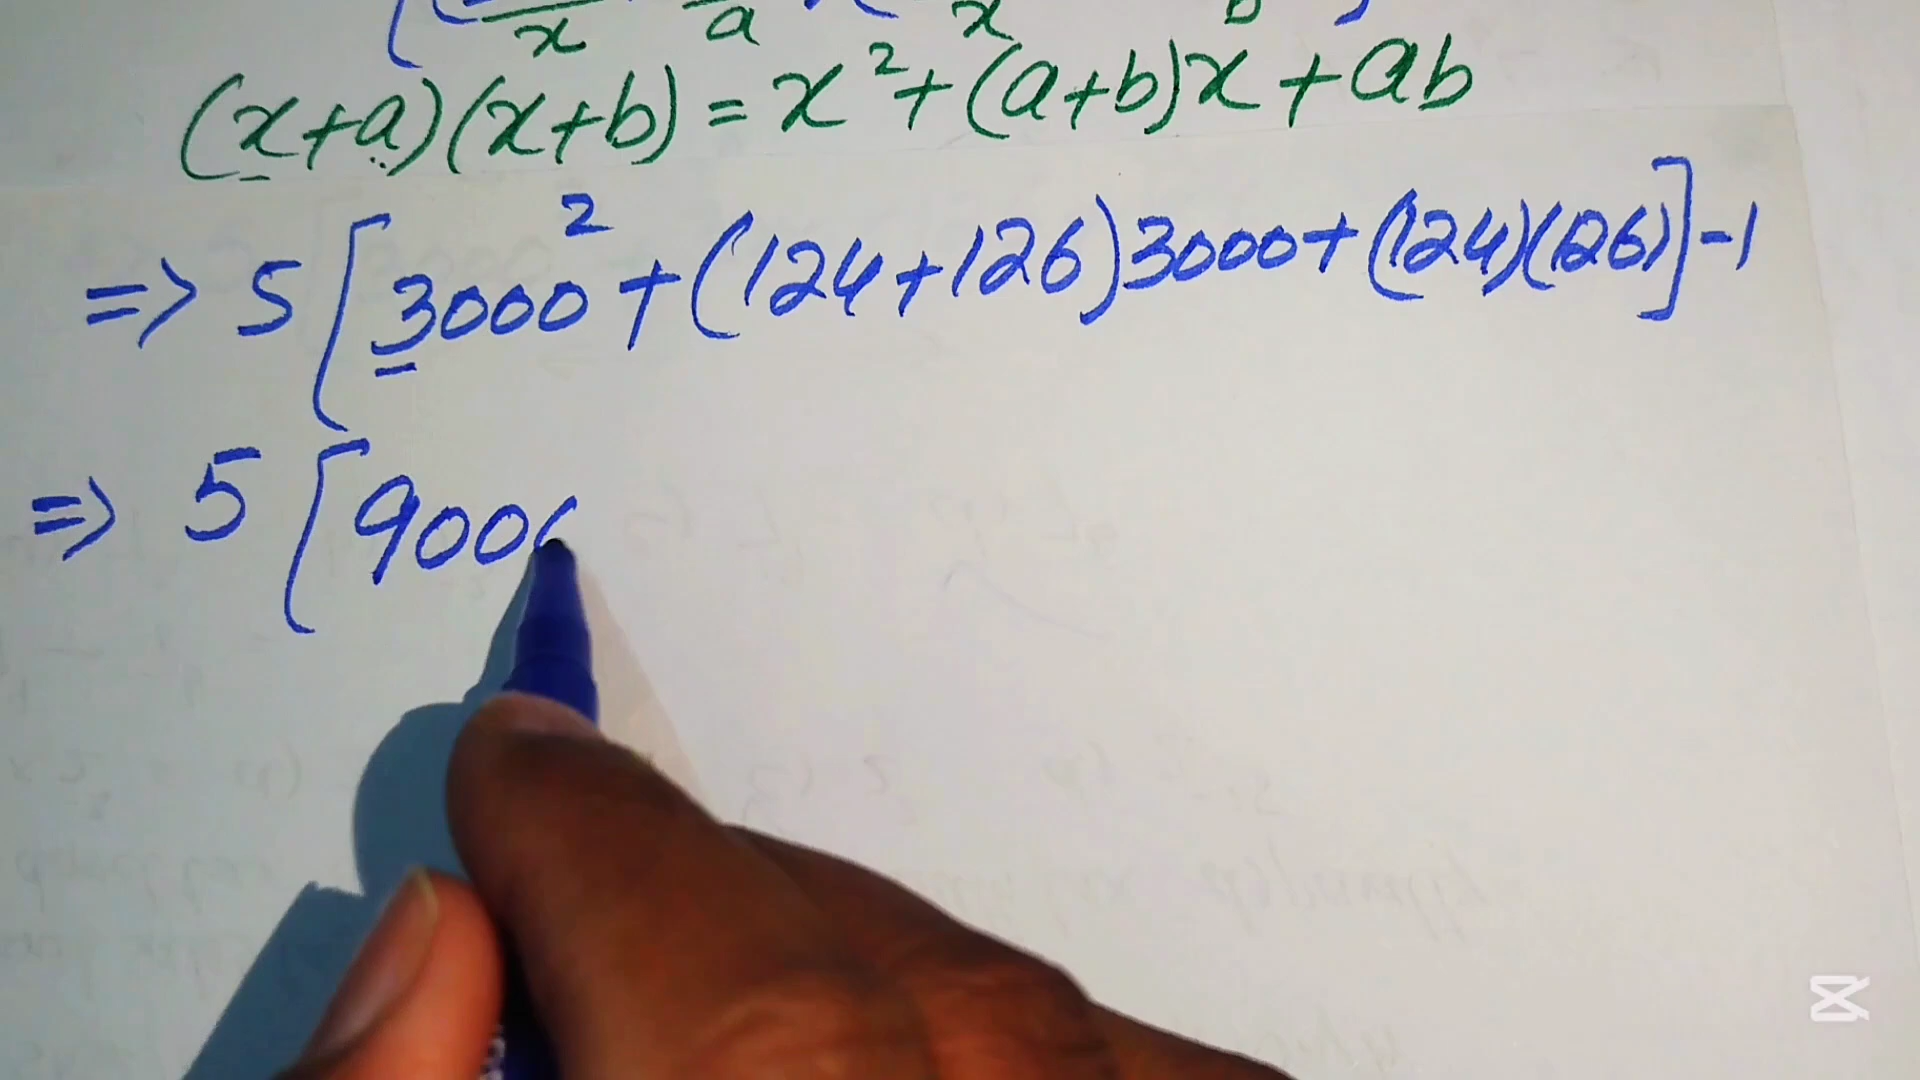 x a x b
(x+a)(x+b) = x²+(a+b)x+ab
=> 5[3000²+(124+126)3000+(124)(126)]-1
=> 5[900